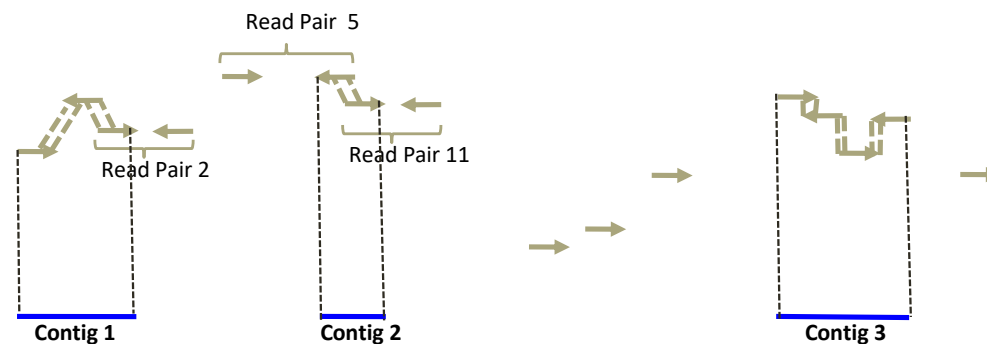 Read Pair 5
Read Pair 2
Read Pair 11
Contig 1
Contig 2
Contig 3